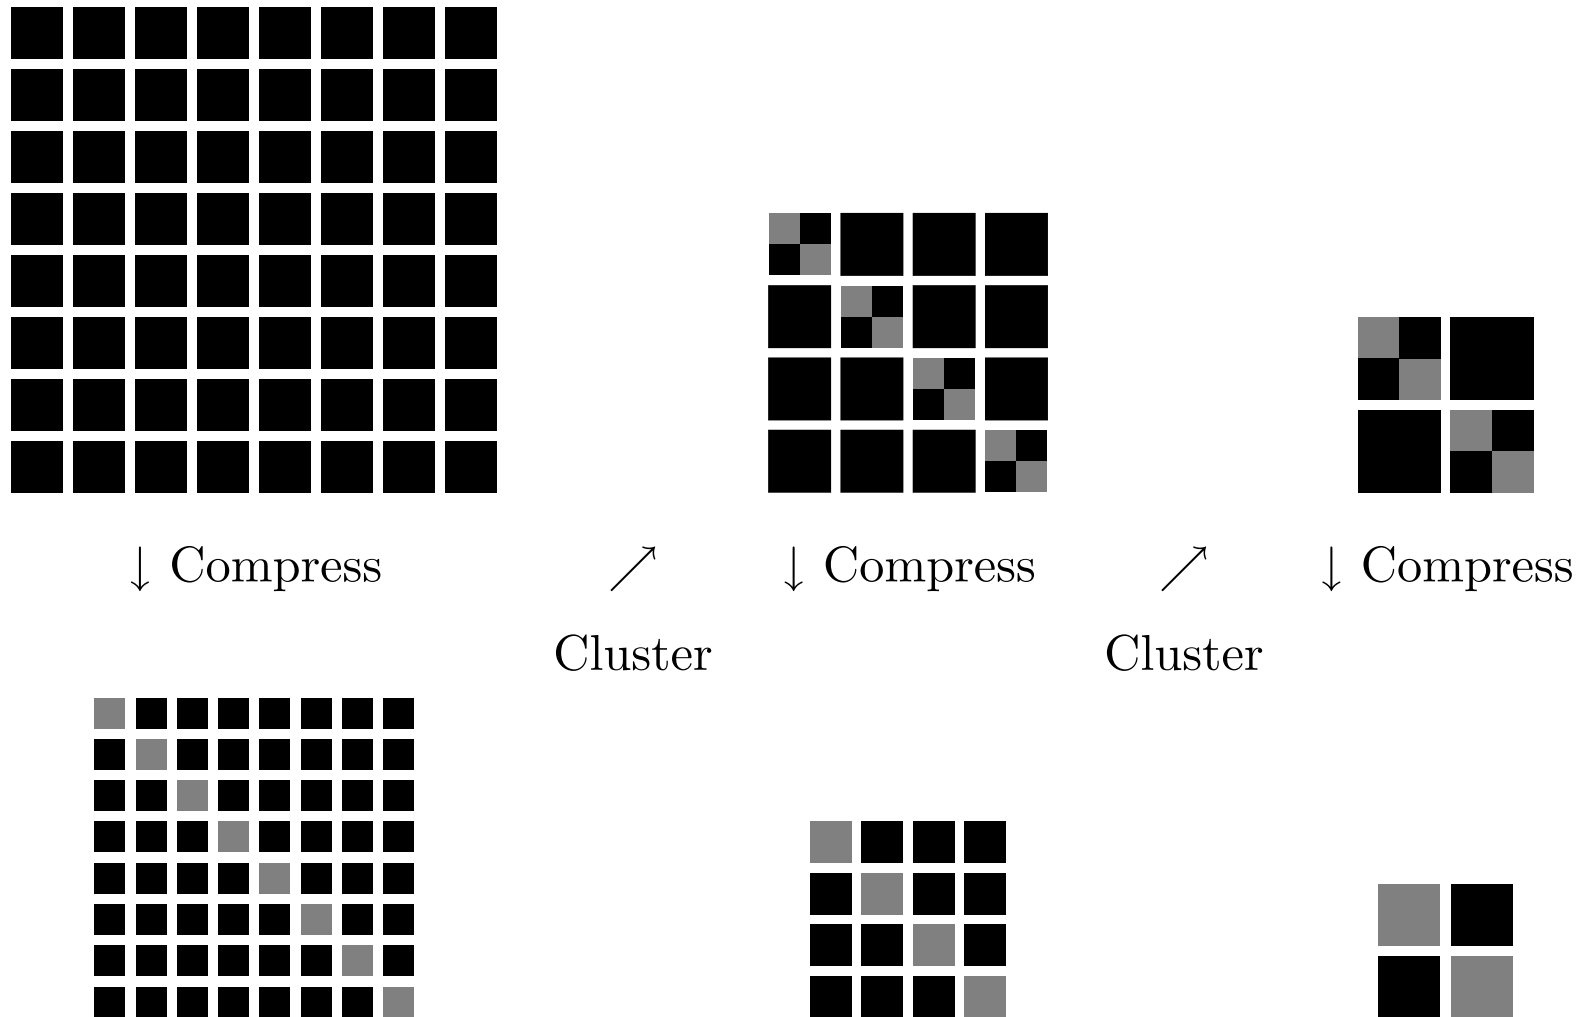 ↓ Compress
↗
Cluster
↓ Compress
↗
Cluster
↓ Compress